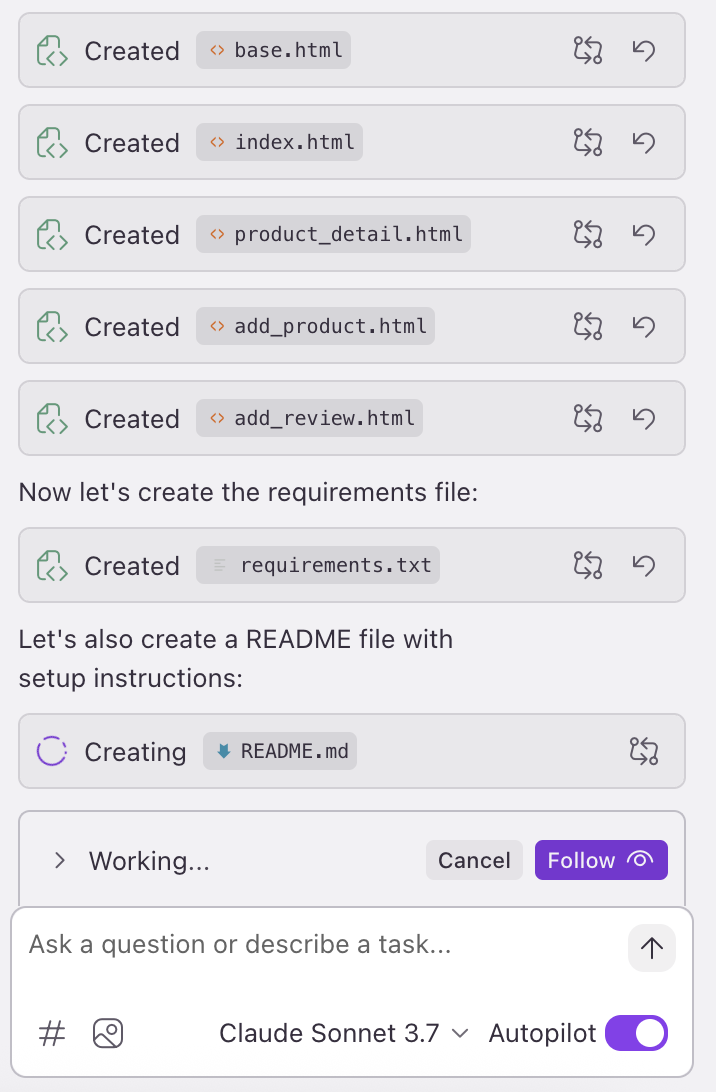 Created <> base.html
Created <> index.html
Created <> product_detail.html
Created <> add_product.html
Created <> add_review.html
Now let's create the requirements file:
Created requirements.txt
Let's also create a README file with
setup instructions:
Creating README.md
Working... Cancel Follow
Ask a question or describe a task...
# Claude Sonnet 3.7 Autopilot